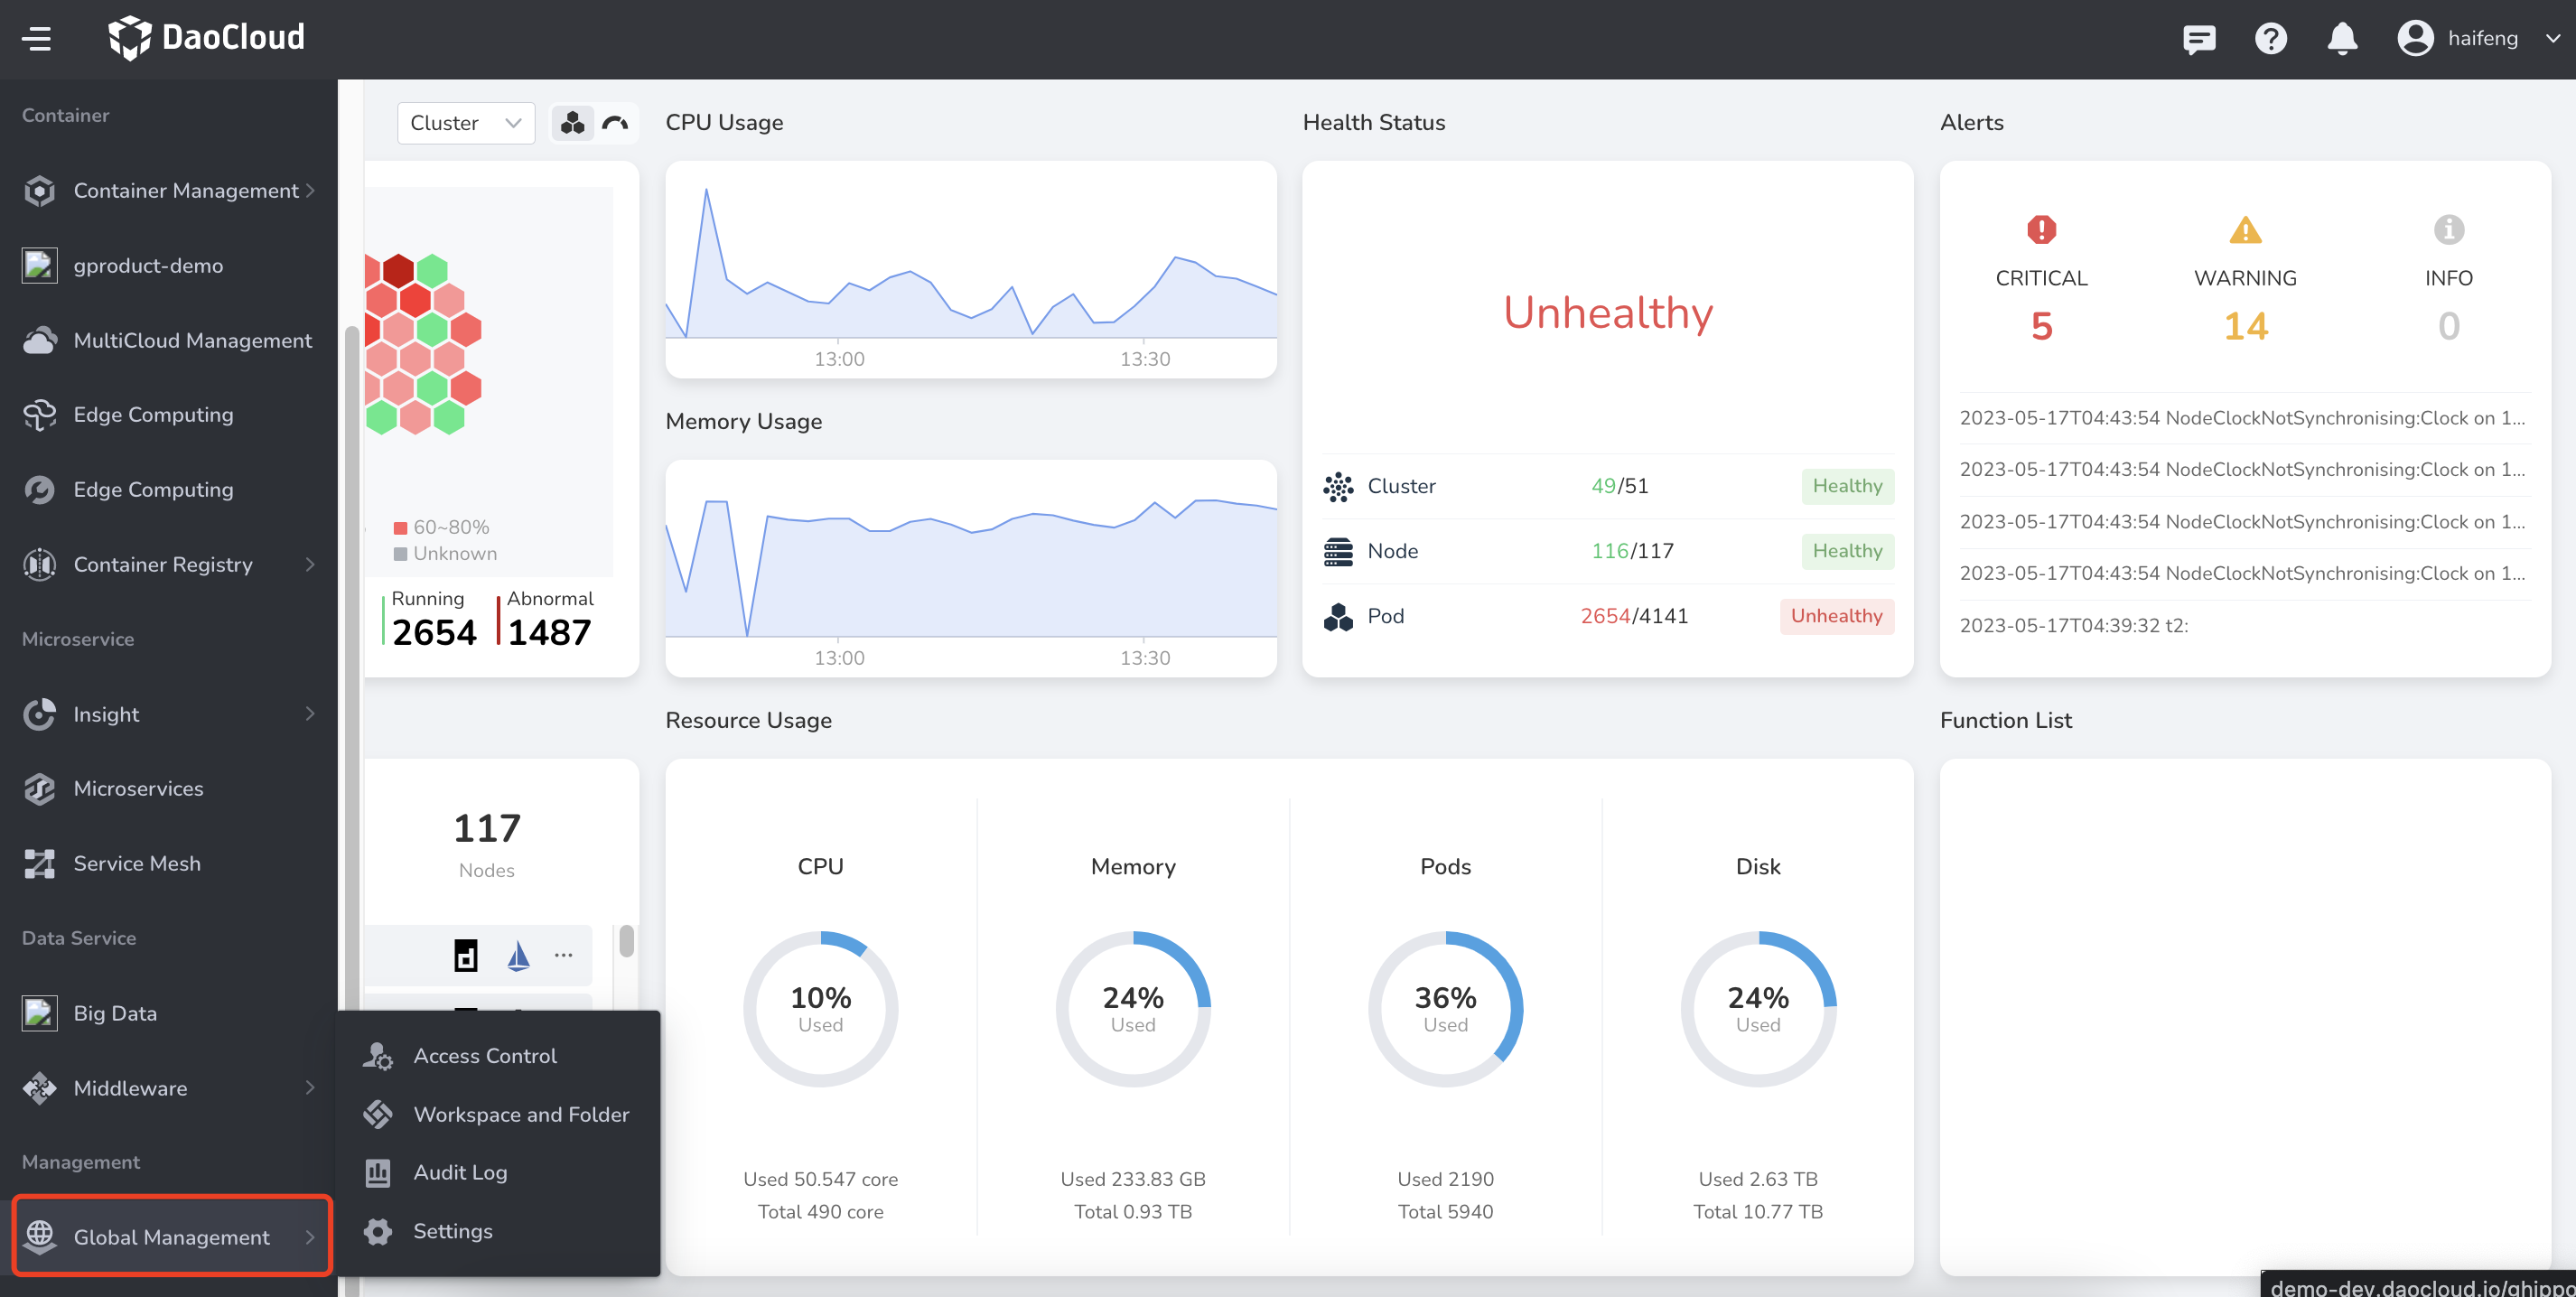 DaoCloud
haifeng
Container
Container Management
gproduct-demo
MultiCloud Management
Edge Computing
Edge Computing
Container Registry
Microservice
Insight
Microservices
Service Mesh
Data Service
Big Data
Middleware
Management
Global Management
Access Control
Workspace and Folder
Audit Log
Settings
Cluster
60~80%
Unknown
Running
2654
Abnormal
1487
117
Nodes
CPU Usage
13:00
13:30
Memory Usage
13:00
13:30
Health Status
Unhealthy
Cluster 49/51 Healthy
Node 116/117 Healthy
Pod 2654/4141 Unhealthy
Alerts
CRITICAL
5
WARNING
14
INFO
0
2023-05-17T04:43:54 NodeClockNotSynchronising:Clock on 1...
2023-05-17T04:43:54 NodeClockNotSynchronising:Clock on 1...
2023-05-17T04:43:54 NodeClockNotSynchronising:Clock on 1...
2023-05-17T04:43:54 NodeClockNotSynchronising:Clock on 1...
2023-05-17T04:39:32 t2:
Resource Usage
CPU
10%
Used
Used 50.547 core
Total 490 core
Memory
24%
Used
Used 233.83 GB
Total 0.93 TB
Pods
36%
Used
Used 2190
Total 5940
Disk
24%
Used
Used 2.63 TB
Total 10.77 TB
Function List
demo-dev.daocloud.io/ghippo